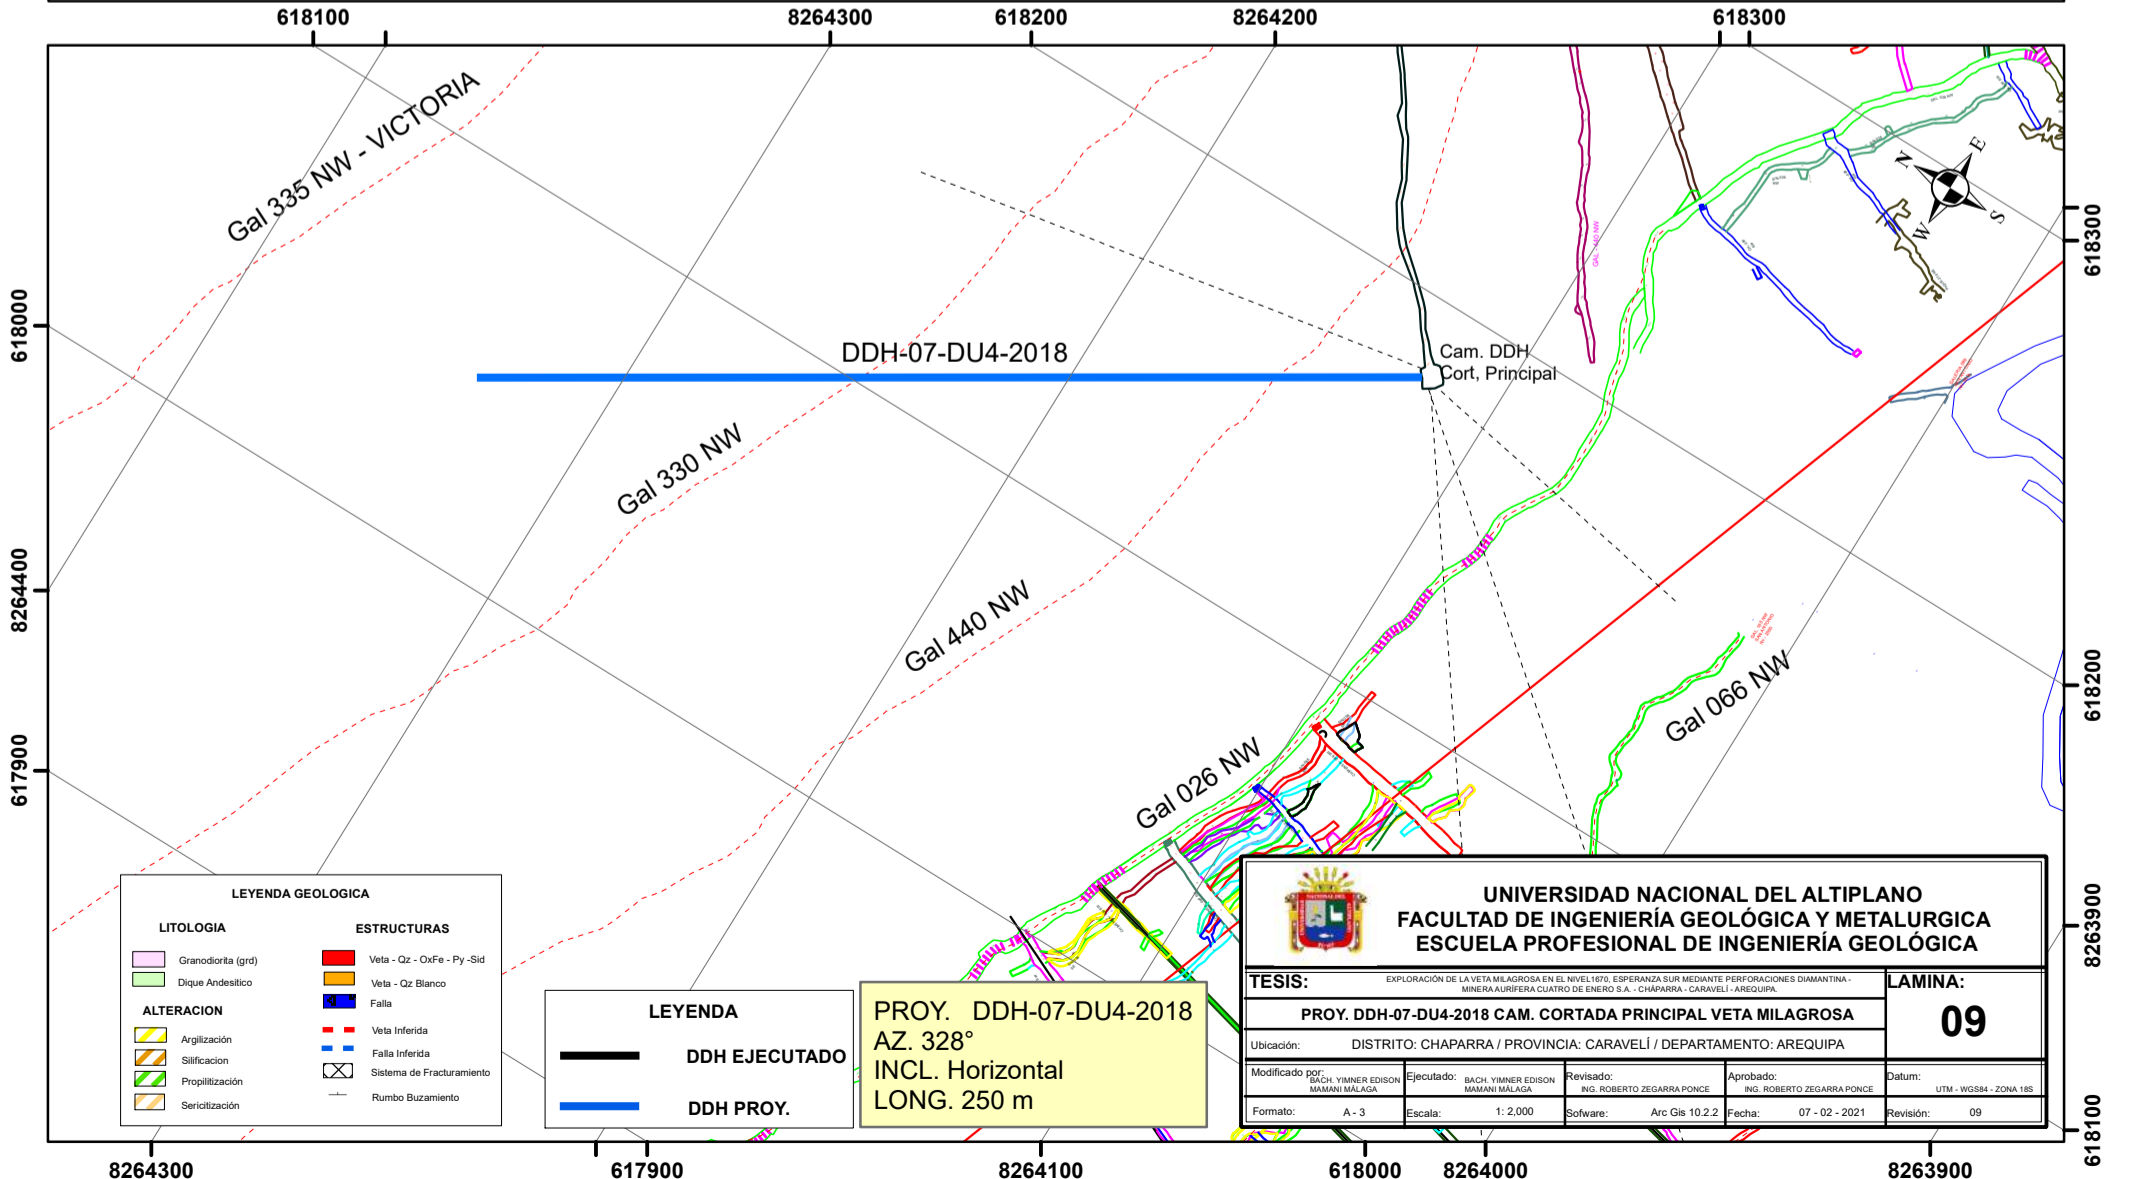 618100
8264300
618200
8264200
618300
Gal 335 NW - VICTORIA
N
E
W
S
GAL 440 NW
618300
618000
DDH-07-DU4-2018
Cam. DDH
Cort, Principal
Gal 330 NW
8264400
Gal 440 NW
618200
Gal 066 NW
617900
Gal 026 NW
8263900
618100
LEYENDA GEOLOGICA
LITOLOGIA
Granodiorita (grd)
Dique Andesitico
ALTERACION
Argilización
Silificacion
Propilitización
Sericitización
ESTRUCTURAS
Veta - Qz - OxFe - Py -Sid
Veta - Qz Blanco
Falla
Veta Inferida
Falla Inferida
Sistema de Fracturamiento
Rumbo Buzamiento
LEYENDA
DDH EJECUTADO
DDH PROY.
PROY. DDH-07-DU4-2018
AZ. 328°
INCL. Horizontal
LONG. 250 m
UNIVERSIDAD NACIONAL DEL ALTIPLANO
FACULTAD DE INGENIERÍA GEOLÓGICA Y METALURGICA
ESCUELA PROFESIONAL DE INGENIERÍA GEOLÓGICA
TESIS:
EXPLORACIÓN DE LA VETA MILAGROSA EN EL NIVEL1670, ESPERANZA SUR MEDIANTE PERFORACIONES DIAMANTINA -
MINERA AURÍFERA CUATRO DE ENERO S.A. - CHÁPARRA - CARAVELÍ - AREQUIPA.
LAMINA:
09
PROY. DDH-07-DU4-2018 CAM. CORTADA PRINCIPAL VETA MILAGROSA
Ubicación: DISTRITO: CHAPARRA / PROVINCIA: CARAVELÍ / DEPARTAMENTO: AREQUIPA
Modificado por:
BACH. YIMNER EDISON
MAMANI MÁLAGA
Ejecutado:
BACH. YIMNER EDISON
MAMANI MÁLAGA
Revisado:
ING. ROBERTO ZEGARRA PONCE
Aprobado:
ING. ROBERTO ZEGARRA PONCE
Datum:
UTM - WGS84 - ZONA 18S
Formato: A - 3
Escala: 1: 2,000
Sofware: Arc Gis 10.2.2
Fecha: 07 - 02 - 2021
Revisión: 09
8264300
617900
8264100
618000
8264000
8263900